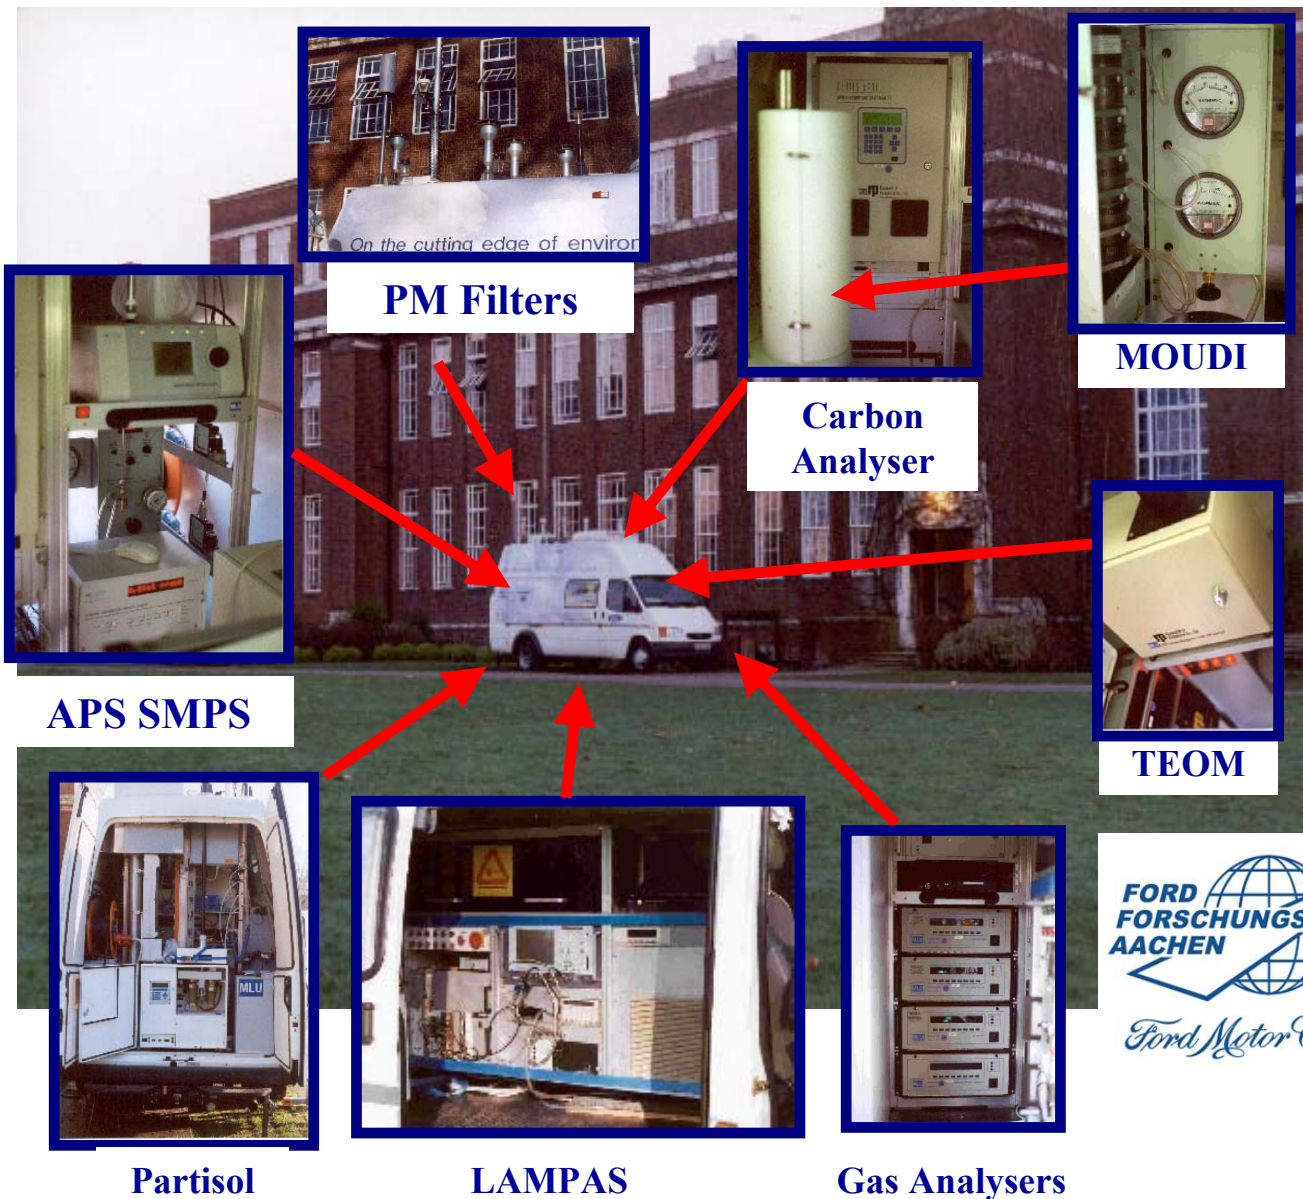 On the cutting edge of environ
PM Filters
Carbon
Analyser
MOUDI
APS SMPS
TEOM
MLU
MLU
FORD
FORSCHUNGS
AACHEN
Ford Motor C
Partisol
LAMPAS
Gas Analysers